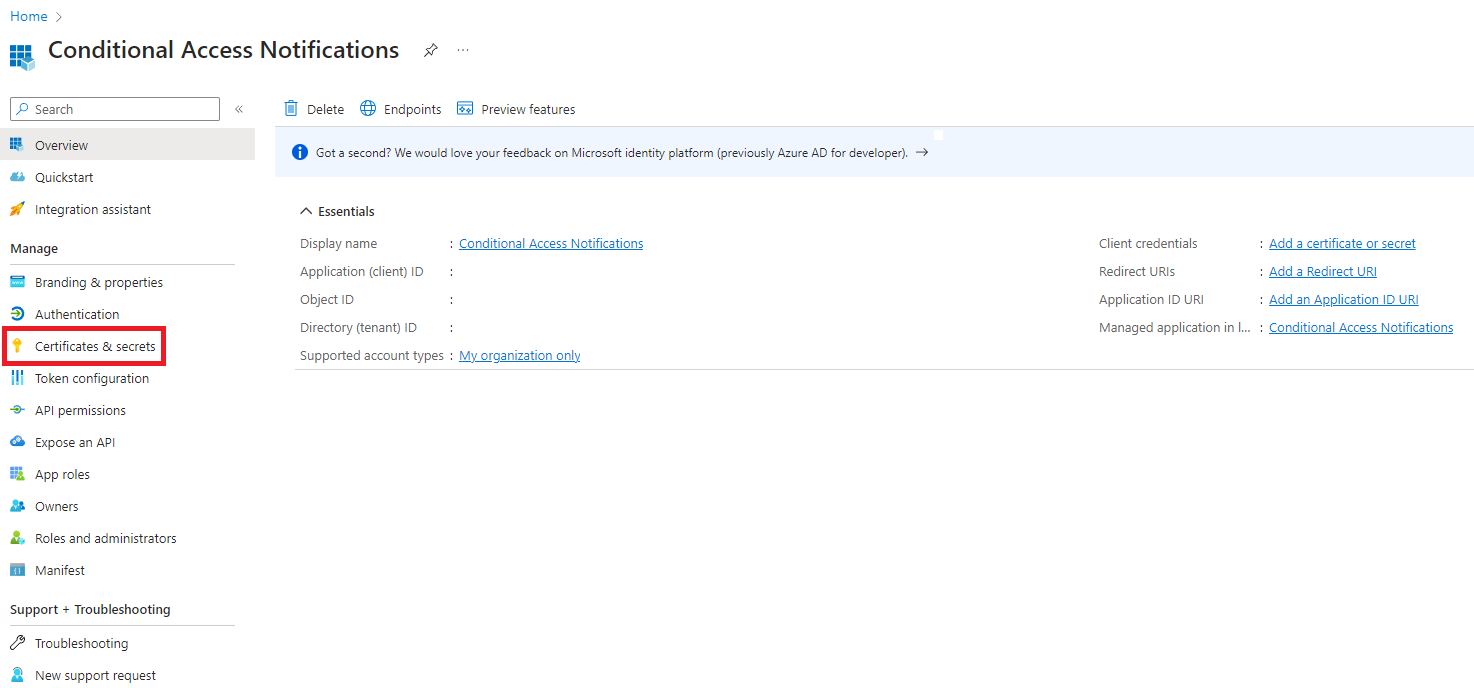 Home
Conditional Access Notifications
Search
Overview
Quickstart
Integration assistant
Manage
Branding & properties
Authentication
Certificates & secrets
Token configuration
API permissions
Expose an API
App roles
Owners
Roles and administrators
Manifest
Support + Troubleshooting
Troubleshooting
New support request
Delete Endpoints Preview features
Got a second? We would love your feedback on Microsoft identity platform (previously Azure AD for developer). →
Essentials
Display name : Conditional Access Notifications
Application (client) ID :
Object ID :
Directory (tenant) ID :
Supported account types : My organization only
Client credentials : Add a certificate or secret
Redirect URIs : Add a Redirect URI
Application ID URI : Add an Application ID URI
Managed application in l... : Conditional Access Notifications